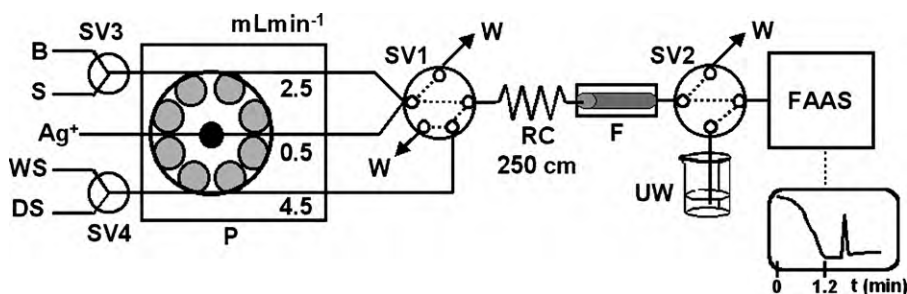 mLmin-1
SV3
B
S
2.5
Ag+
0.5
WS
DS
SV4
4.5
P
SV1
W
W
RC
250 cm
F
SV2
W
UW
FAAS
0
1.2
t (min)